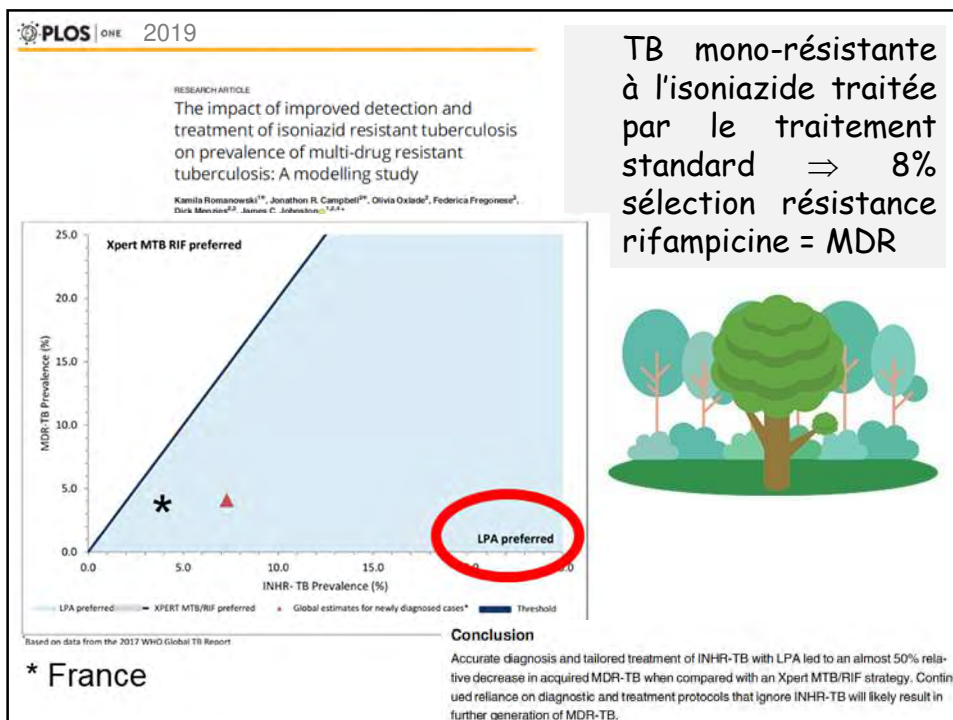 PLOS ONE 2019
RESEARCH ARTICLE
The impact of improved detection and
treatment of isoniazid resistant tuberculosis
on prevalence of multi-drug resistant
tuberculosis: A modelling study
Kamila Romanowski¹*, Jonathon R. Campbell²*, Olivia Oxlade², Federica Fregonese²,
Dick Menzies²,³, James C. Johnston
TB mono-résistante
à l'isoniazide traitée
par le traitement
standard ⇒ 8%
sélection résistance
rifampicine = MDR
25.0
Xpert MTB RIF preferred
20.0
15.0
MDR-TB Prevalence (%)
10.0
5.0
*
LPA preferred
0.0
0.0 5.0 10.0 15.0
INHR- TB Prevalence (%)
LPA preferred XPERT MTB/RIF preferred Global estimates for newly diagnosed cases* Threshold
*Based on data from the 2017 WHO Global TB Report
* France
Conclusion
Accurate diagnosis and tailored treatment of INHR-TB with LPA led to an almost 50% rela-
tive decrease in acquired MDR-TB when compared with an Xpert MTB/RIF strategy. Contin
ued reliance on diagnostic and treatment protocols that ignore INHR-TB will likely result in
further generation of MDR-TB.